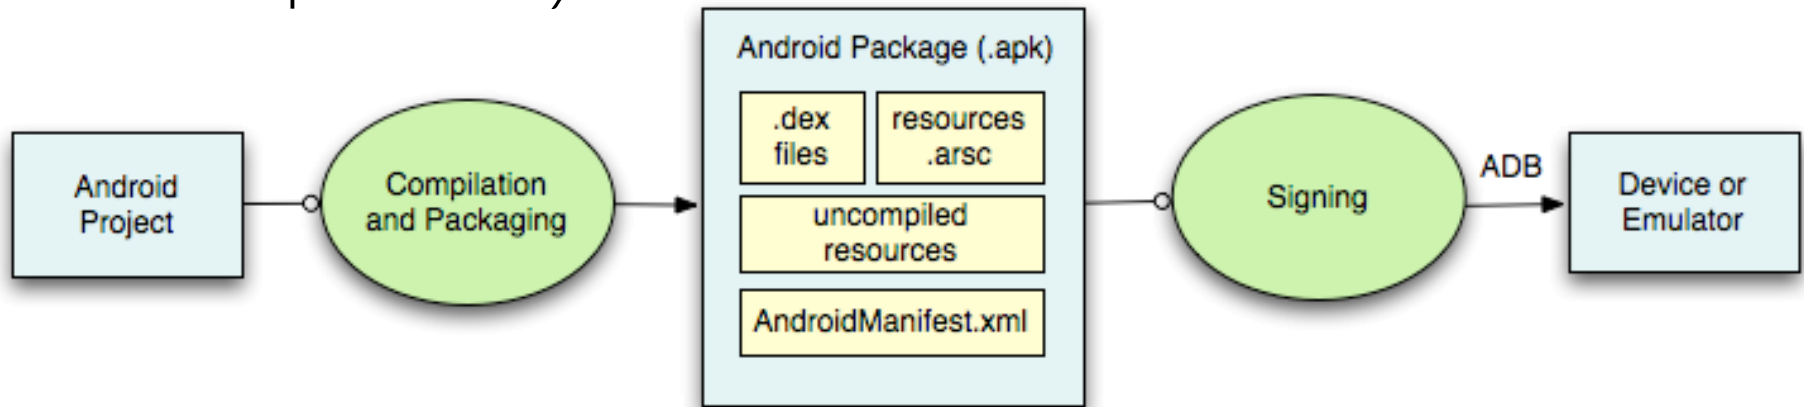 Android Package (.apk)
.dex
files
resources
.arsc
uncompiled
resources
AndroidManifest.xml
Android
Project
Compilation
and Packaging
Signing
ADB
Device or
Emulator